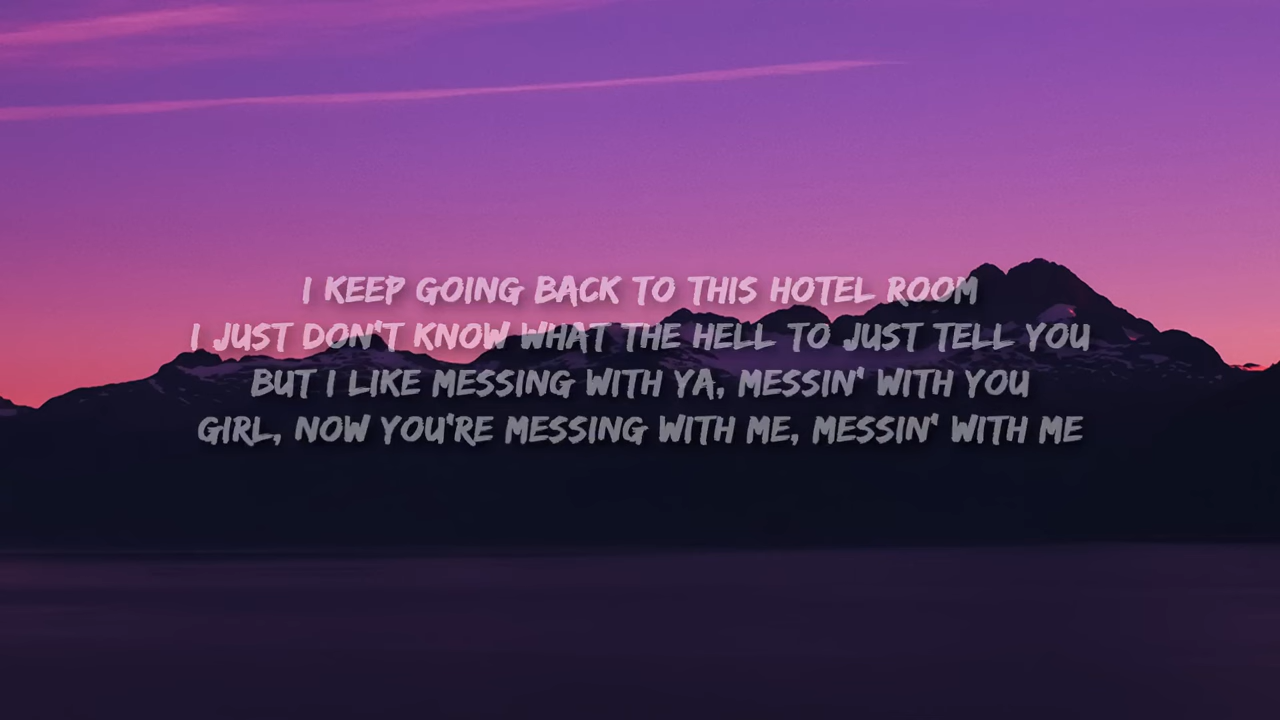 I KEEP GOING BACK TO THIS HOTEL ROOM
I JUST DON'T KNOW WHAT THE HELL TO JUST TELL YOU
BUT I LIKE MESSING WITH YA, MESSIN' WITH YOU
GIRL, NOW YOU'RE MESSING WITH ME, MESSIN' WITH ME